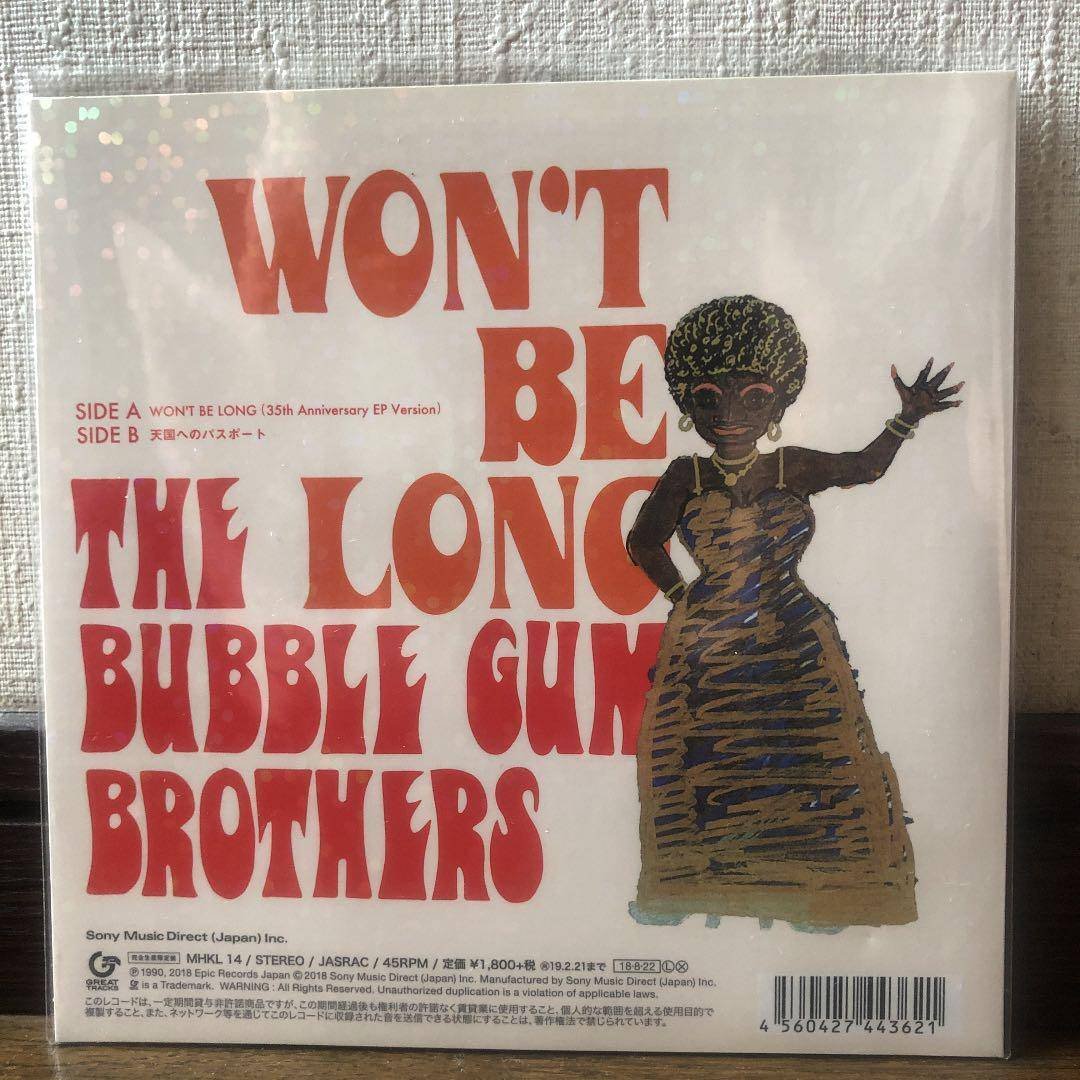 WON'T
BE
SIDE A WON'T BE LONG (35th Anniversary EP Version)
SIDE B 天国へのパスポート
THE LONG
BUBBLE GUM
BROTHERS
Sony Music Direct (Japan) Inc.
GREAT TRACKS
完全生産限定盤 MHKL 14 / STEREO / JASRAC / 45RPM / 定価 ¥1,800+税 ®19.2.21まで 18-8-22 Ⓛ Ⓧ
℗ 1990, 2018 Epic Records Japan Ⓒ 2018 Sony Music Direct (Japan) Inc. Manufactured by Sony Music Direct (Japan) Inc.
is a Trademark. WARNING : All Rights Reserved. Unauthorized duplication is a violation of applicable laws.
このレコードは、一定期間貸与非許諾商品ですが、この期間経過後も権利者の許諾なく賃貸業に使用すること、個人的な範囲を超える使用目的で
複製すること、また、ネットワーク等を通じてこのレコードに収録された音を送信できる状態にすることは、著作権法で禁じられています。
4 560427 443621